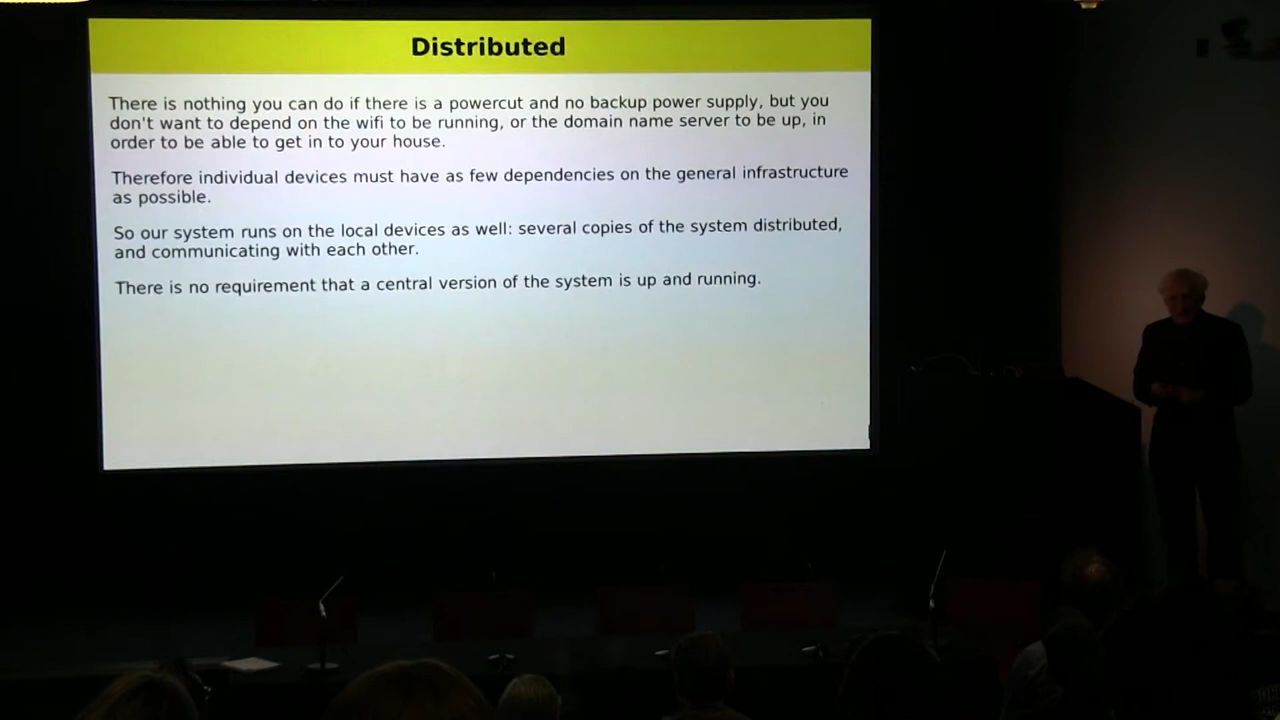 Distributed
There is nothing you can do if there is a powercut and no backup power supply, but you
don't want to depend on the wifi to be running, or the domain name server to be up, in
order to be able to get in to your house.
Therefore individual devices must have as few dependencies on the general infrastructure
as possible.
So our system runs on the local devices as well: several copies of the system distributed,
and communicating with each other.
There is no requirement that a central version of the system is up and running.